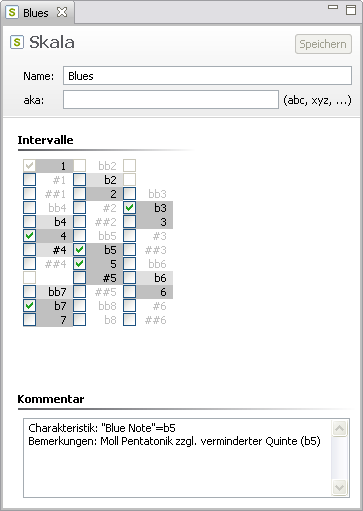 S Blues
S Skala
Speichern
Name: Blues
aka: (abc, xyz, ...)
Intervalle
1 bb2
#1 b2
##1 2 bb3
bb4 #2 b3
b4 ##2 3
4 bb5 #3
#4 b5 ##3
##4 5 bb6
#5 b6
bb7 ##5 6
b7 bb8 #6
7 b8 ##6
Kommentar
Charakteristik: "Blue Note"=b5
Bemerkungen: Moll Pentatonik zzgl. verminderter Quinte (b5)